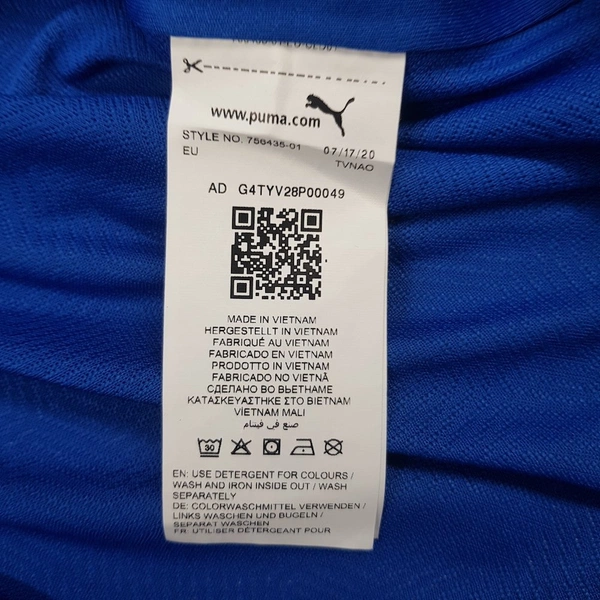 www.puma.com
STYLE NO. 756435-01 07/17/20
EU TVNAO
AD G4TYV28P00049
MADE IN VIETNAM
HERGESTELLT IN VIETNAM
FABRIQUÉ AU VIETNAM
FABRICADO EN VIETNAM
PRODOTTO IN VIETNAM
FABRICADO NO VIETNÃ
СДЕЛАНО ВО ВЬЕТНАМЕ
ΚΑΤΑΣΚΕΥΑΣΤΗΚΕ ΣΤΟ ΒΙΕΤΝΑΜ
VİETNAM MALI
صنع في فيتنام
30
EN: USE DETERGENT FOR COLOURS /
WASH AND IRON INSIDE OUT / WASH
SEPARATELY
DE: COLORWASCHMITTEL VERWENDEN /
LINKS WASCHEN UND BÜGELN /
SEPARAT WASCHEN
FR: UTILISER DÉTERGEANT POUR